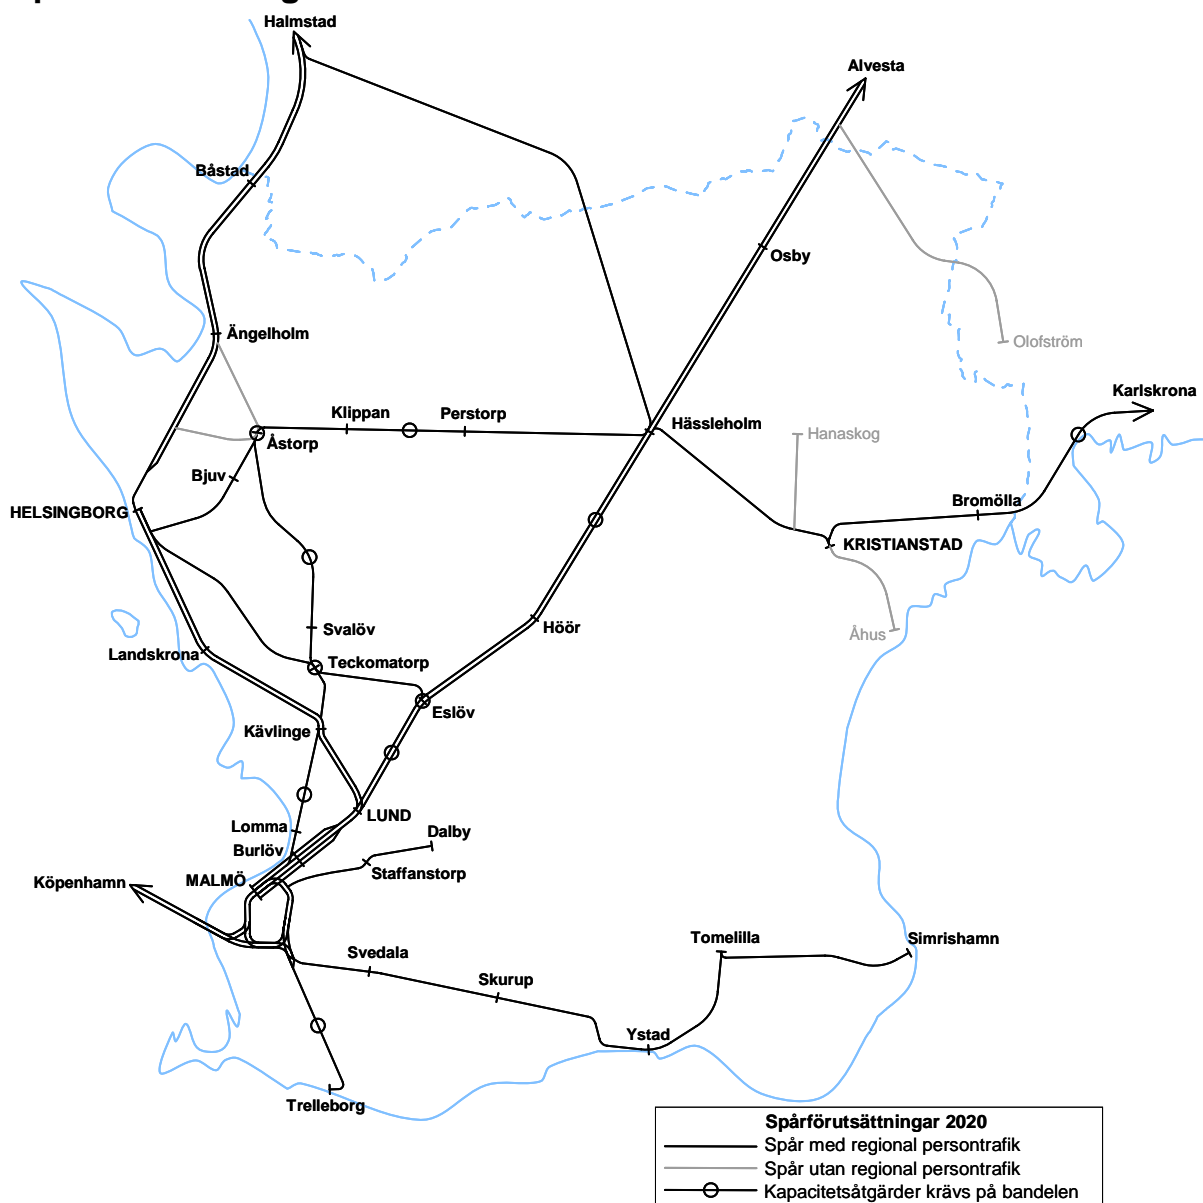 Halmstad
Alvesta
Båstad
Osby
Ängelholm
Olofström
Karlskrona
Klippan
Perstorp
Hässleholm
Hanaskog
Åstorp
Bjuv
Bromölla
HELSINGBORG
KRISTIANSTAD
Svalöv
Höör
Åhus
Landskrona
Teckomatorp
Eslöv
Kävlinge
LUND
Lomma
Dalby
Burlöv
Staffanstorp
MALMÖ
Köpenhamn
Tomelilla
Simrishamn
Svedala
Skurup
Ystad
Trelleborg
Spårförutsättningar 2020
Spår med regional persontrafik
Spår utan regional persontrafik
Kapacitetsåtgärder krävs på bandelen